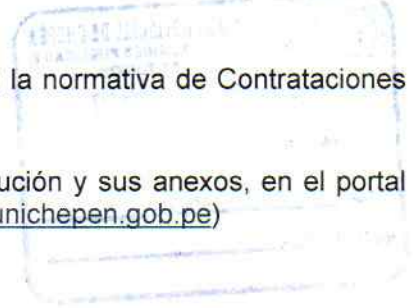 la normativa de Contrataciones
ución y sus anexos, en el portal
unichepen.gob.pe)